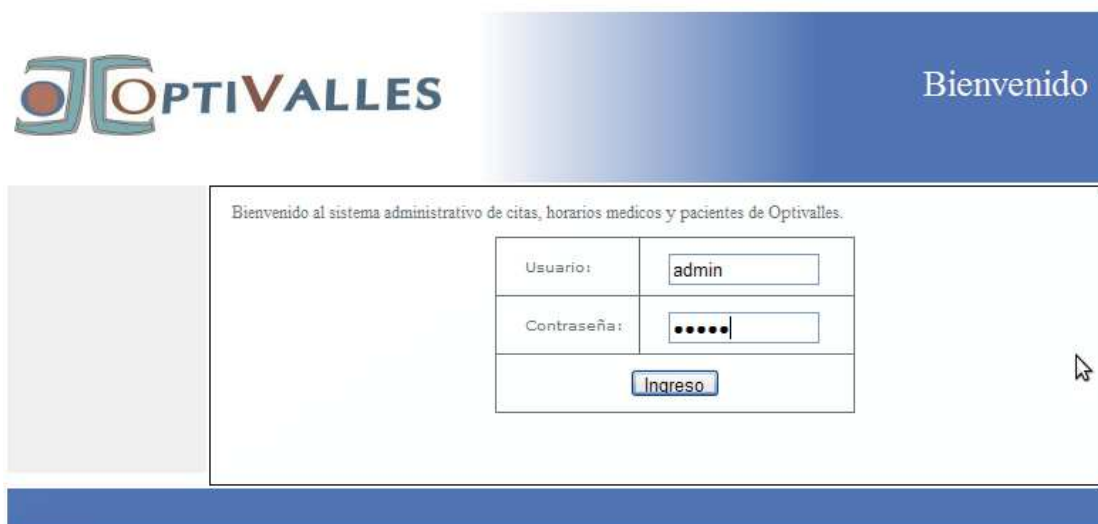 OPTIVALLES
Bienvenido
Bienvenido al sistema administrativo de citas, horarios medicos y pacientes de Optivalles.
Usuario: admin
Contraseña: •••••
Ingreso